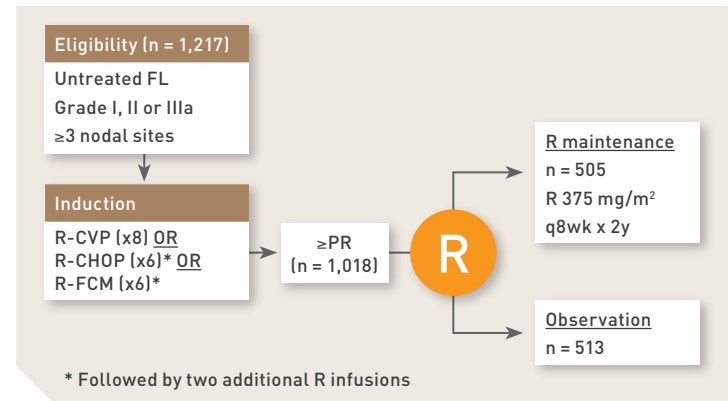 Eligibility (n = 1,217)
Untreated FL
Grade I, II or IIIa
≥3 nodal sites
Induction
R-CVP (x8) OR
R-CHOP (x6)* OR
R-FCM (x6)*
≥PR
(n = 1,018)
R
R maintenance
n = 505
R 375 mg/m²
q8wk x 2y
Observation
n = 513
* Followed by two additional R infusions